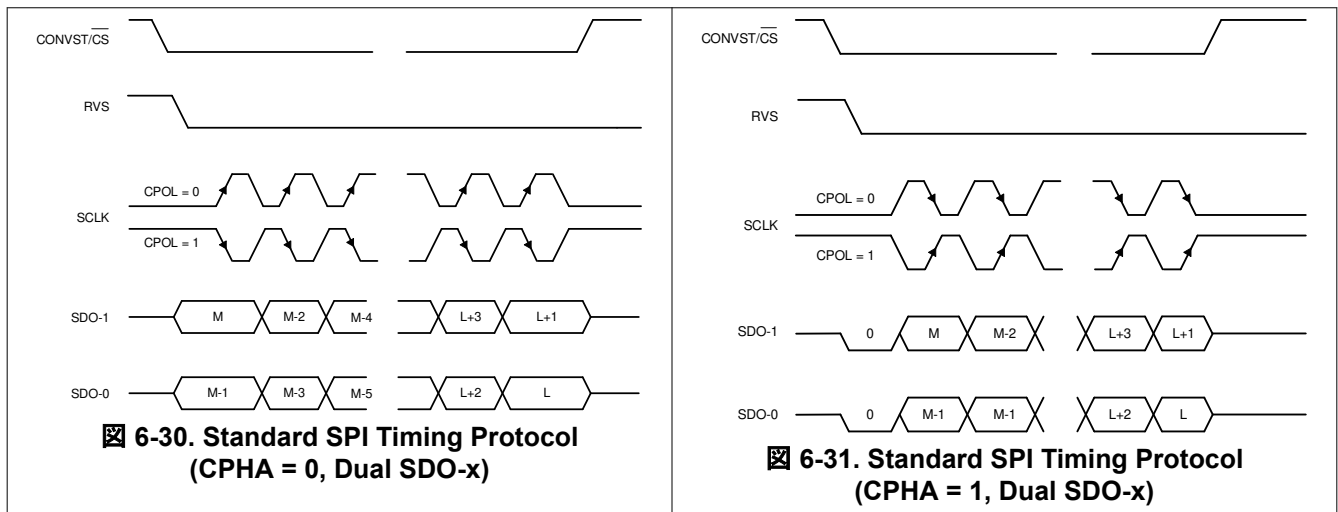 CONVST/CS
RVS
CPOL = 0
SCLK
CPOL = 1
SDO-1 M M-2 M-4 L+3 L+1
SDO-0 M-1 M-3 M-5 L+2 L
図 6-30. Standard SPI Timing Protocol
(CPHA = 0, Dual SDO-x)
CONVST/CS
RVS
CPOL = 0
SCLK
CPOL = 1
SDO-1 0 M M-2 L+3 L+1
SDO-0 0 M-1 M-1 L+2 L
図 6-31. Standard SPI Timing Protocol
(CPHA = 1, Dual SDO-x)